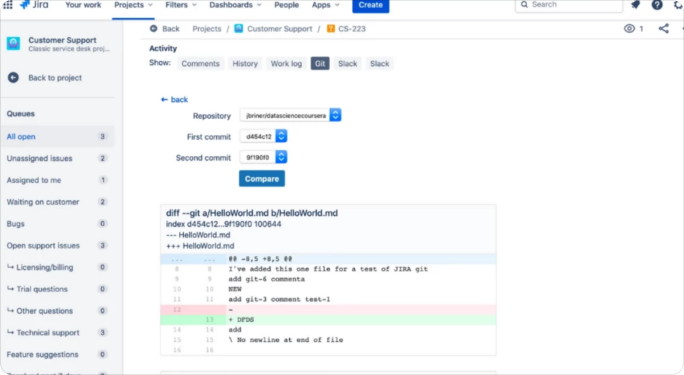 Jira Your work Projects Filters Dashboards People Apps Create Search
Customer Support
Classic service desk proj...
Back to project
Queues
All open 3
Unassigned issues 2
Assigned to me 1
Waiting on customer 2
Bugs 0
Open support issues 3
Licensing/billing 0
Trial questions 0
Other questions 0
Technical support 3
Feature suggestions 0
Back Projects / Customer Support / CS-223 1
Activity
Show: Comments History Work log Git Slack Slack
← back
Repository jbriner/datasciencecoursera
First commit d454c12
Second commit 9f190f0
Compare
diff --git a/HelloWorld.md b/HelloWorld.md
index d454c12...9f190f0 100644
--- HelloWorld.md
+++ HelloWorld.md
... ... @@ -8,5 +8,5 @@
8 8 I've added this one file for a test of JIRA git
9 9 add git-6 commenta
10 10 NEW
11 11 add git-3 comment test-1
12 -
13 + DFDS
14 14 add
15 15 \ No newline at end of file
16 16